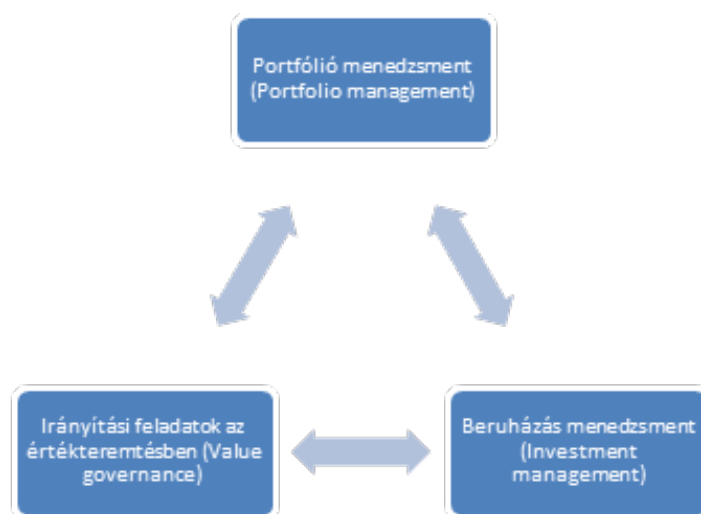 Portfólió menedzsment
(Portfolio management)
Irányítási feladatok az
értékteremtésben (Value
governance)
Beruházás menedzsment
(Investment
management)